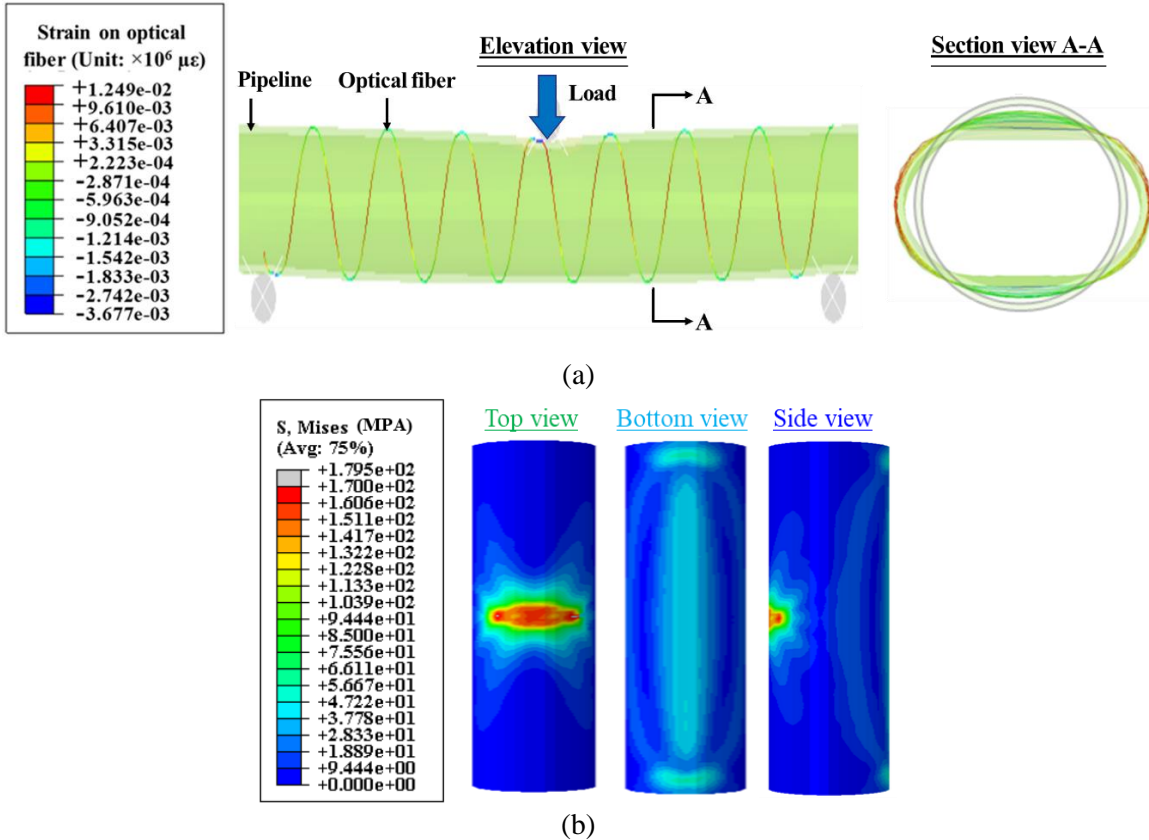 Strain on optical
fiber (Unit: ×10⁶ με)
+1.249e-02
+9.610e-03
+6.407e-03
+3.315e-03
+2.223e-04
-2.871e-04
-5.963e-04
-9.052e-04
-1.214e-03
-1.542e-03
-1.833e-03
-2.742e-03
-3.677e-03
Elevation view
Pipeline
Optical fiber
Load
A
A
Section view A-A
(a)
S, Mises (MPA)
(Avg: 75%)
+1.795e+02
+1.700e+02
+1.606e+02
+1.511e+02
+1.417e+02
+1.322e+02
+1.228e+02
+1.133e+02
+1.039e+02
+9.444e+01
+8.500e+01
+7.556e+01
+6.611e+01
+5.667e+01
+4.722e+01
+3.778e+01
+2.833e+01
+1.889e+01
+9.444e+00
+0.000e+00
Top view
Bottom view
Side view
(b)